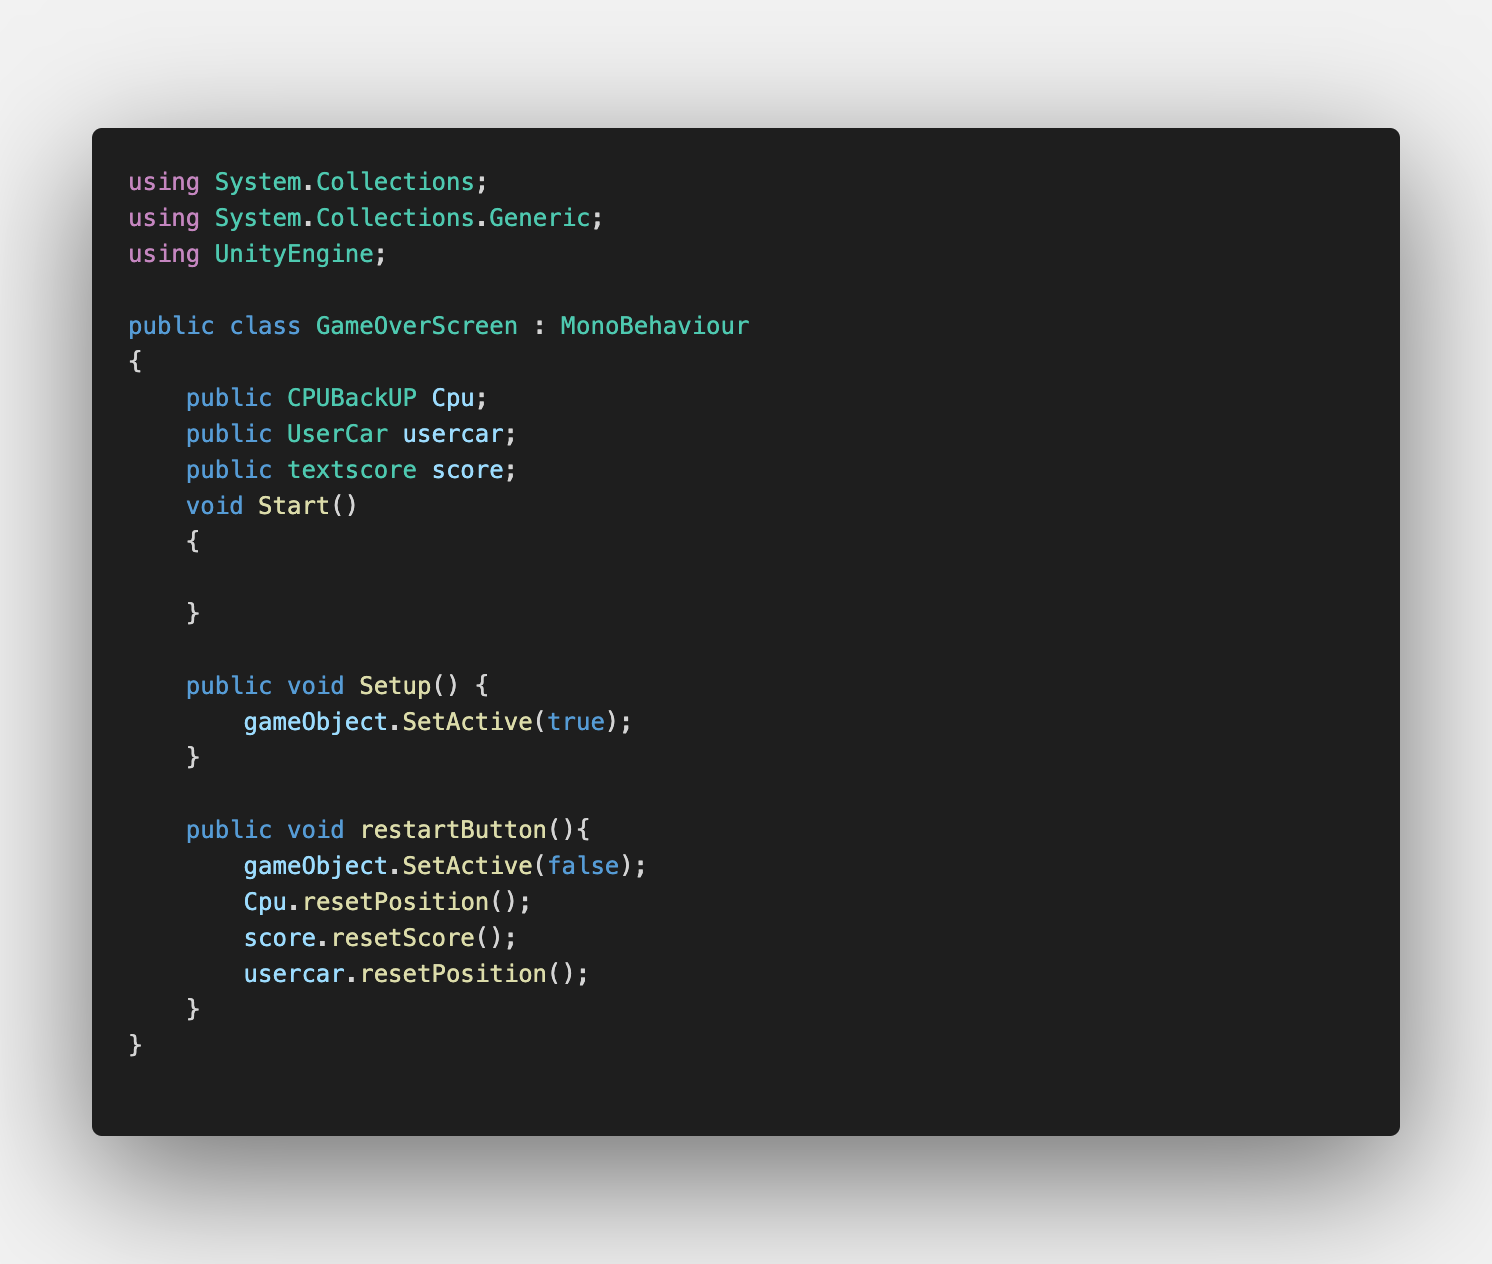 using System.Collections;
using System.Collections.Generic;
using UnityEngine;

public class GameOverScreen : MonoBehaviour
{
    public CPUBackUP Cpu;
    public UserCar usercar;
    public textscore score;
    void Start()
    {

    }

    public void Setup() {
        gameObject.SetActive(true);
    }

    public void restartButton(){
        gameObject.SetActive(false);
        Cpu.resetPosition();
        score.resetScore();
        usercar.resetPosition();
    }
}